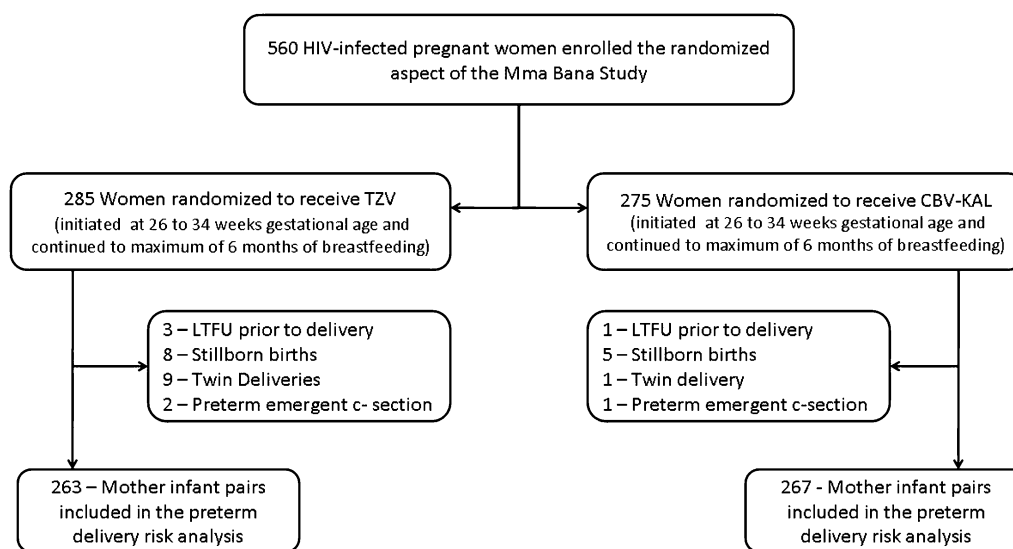 560 HIV-infected pregnant women enrolled the randomized
aspect of the Mma Bana Study
285 Women randomized to receive TZV
(initiated at 26 to 34 weeks gestational age and
continued to maximum of 6 months of breastfeeding)
275 Women randomized to receive CBV-KAL
(initiated at 26 to 34 weeks gestational age and
continued to maximum of 6 months of breastfeeding)
3 – LTFU prior to delivery
8 – Stillborn births
9 – Twin Deliveries
2 – Preterm emergent c- section
1 – LTFU prior to delivery
5 – Stillborn births
1 – Twin delivery
1 – Preterm emergent c-section
263 – Mother infant pairs
included in the preterm
delivery risk analysis
267 - Mother infant pairs
included in the preterm
delivery risk analysis